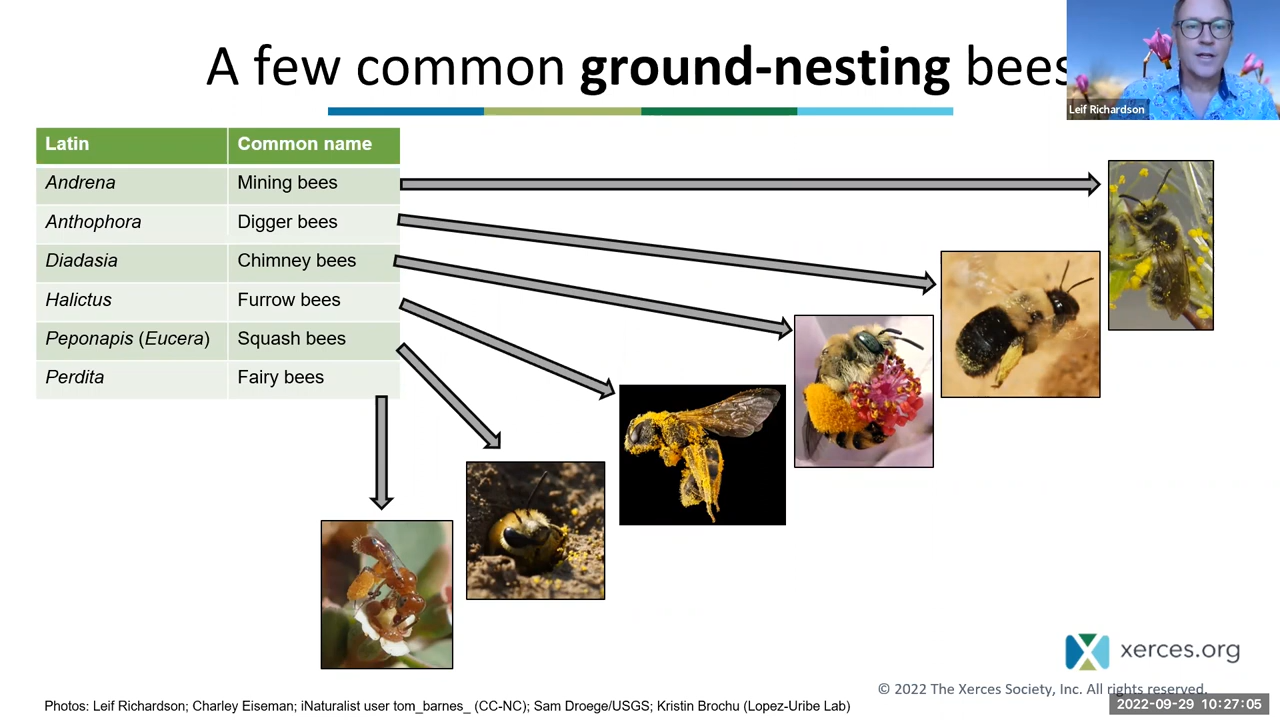 A few common ground-nesting bees
Leif Richardson
Latin Common name
Andrena Mining bees
Anthophora Digger bees
Diadasia Chimney bees
Halictus Furrow bees
Peponapis (Eucera) Squash bees
Perdita Fairy bees
xerces.org
© 2022 The Xerces Society, Inc. All rights reserved.
Photos: Leif Richardson; Charley Eiseman; iNaturalist user tom_barnes_ (CC-NC); Sam Droege/USGS; Kristin Brochu (Lopez-Uribe Lab)
2022-09-29 10:27:05